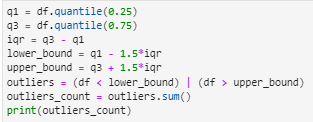 q1 = df.quantile(0.25)
q3 = df.quantile(0.75)
iqr = q3 - q1
lower_bound = q1 - 1.5*iqr
upper_bound = q3 + 1.5*iqr
outliers = (df < lower_bound) | (df > upper_bound)
outliers_count = outliers.sum()
print(outliers_count)